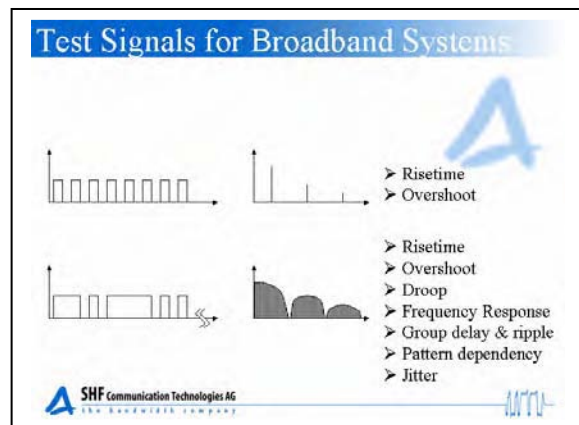 Test Signals for Broadband Systems
➢ Risetime
➢ Overshoot
➢ Risetime
➢ Overshoot
➢ Droop
➢ Frequency Response
➢ Group delay & ripple
➢ Pattern dependency
➢ Jitter
SHF Communication Technologies AG
the bandwidth company